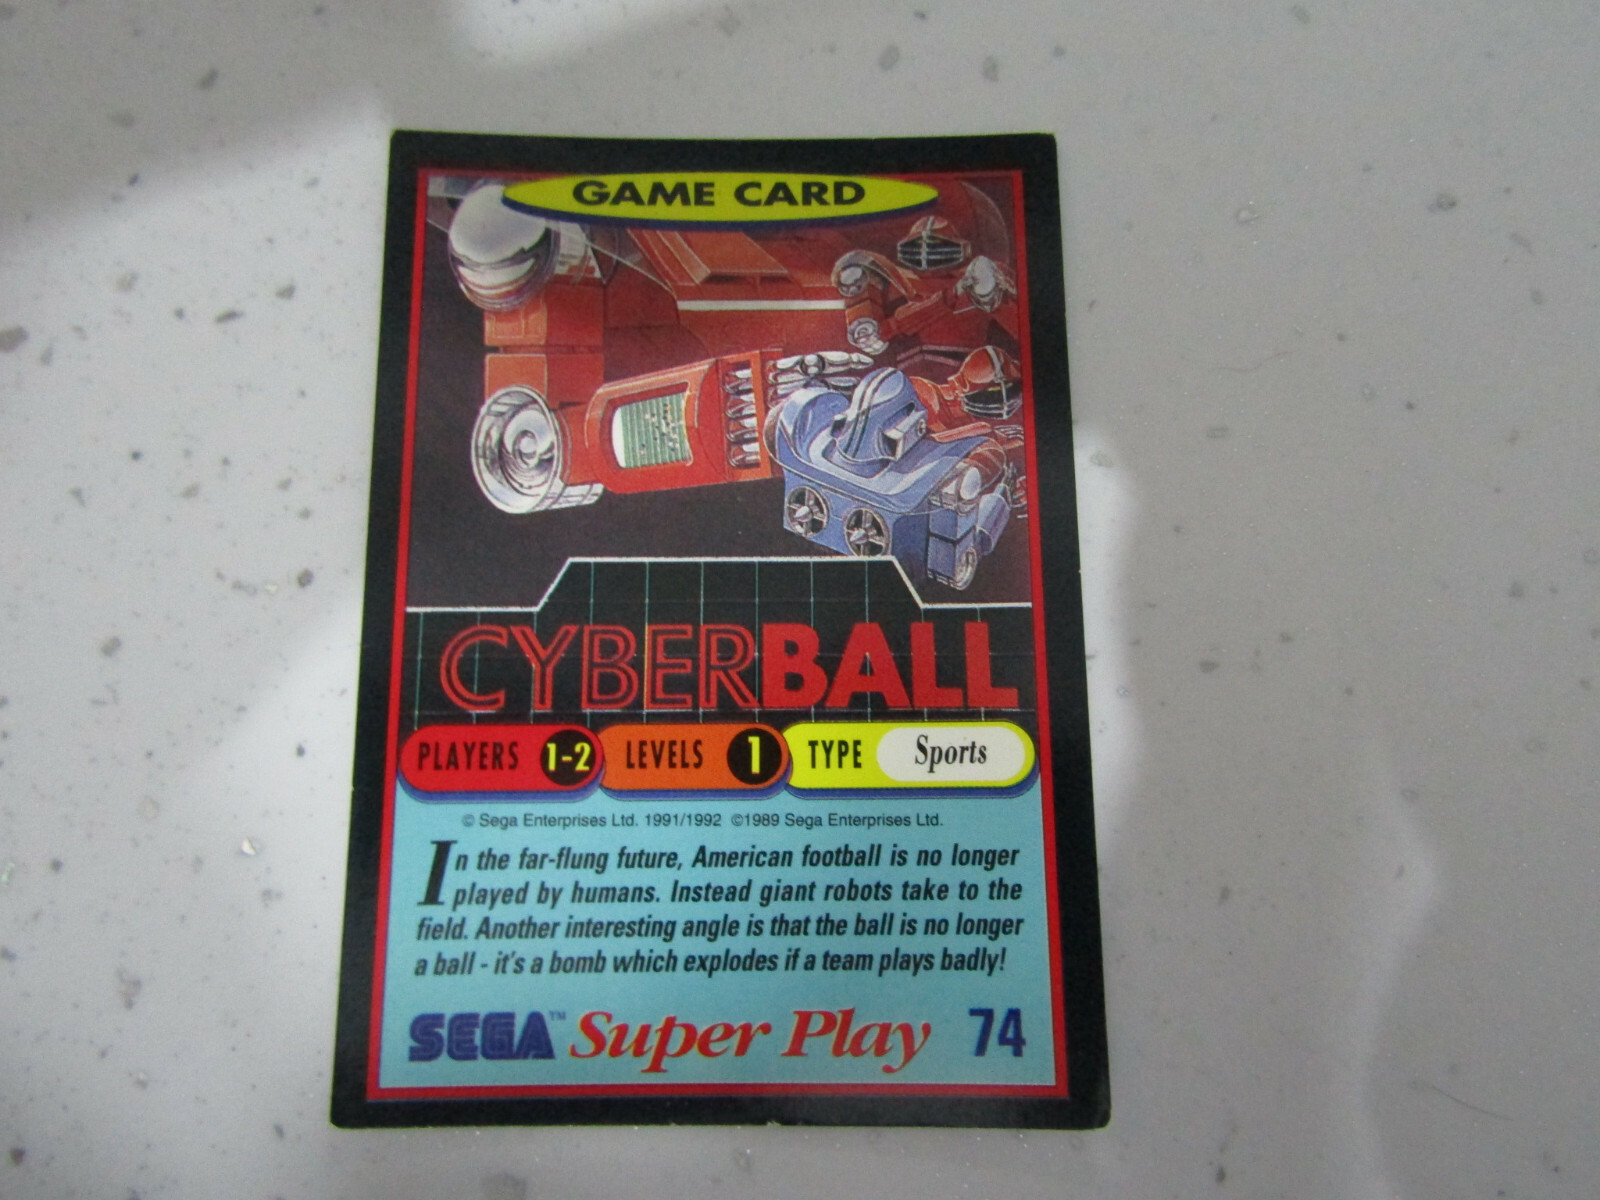 GAME CARD
CYBERBALL
PLAYERS 1-2 LEVELS 1 TYPE Sports
© Sega Enterprises Ltd. 1991/1992 ©1989 Sega Enterprises Ltd.
In the far-flung future, American football is no longer
played by humans. Instead giant robots take to the
field. Another interesting angle is that the ball is no longer
a ball - it's a bomb which explodes if a team plays badly!
SEGA™ Super Play 74